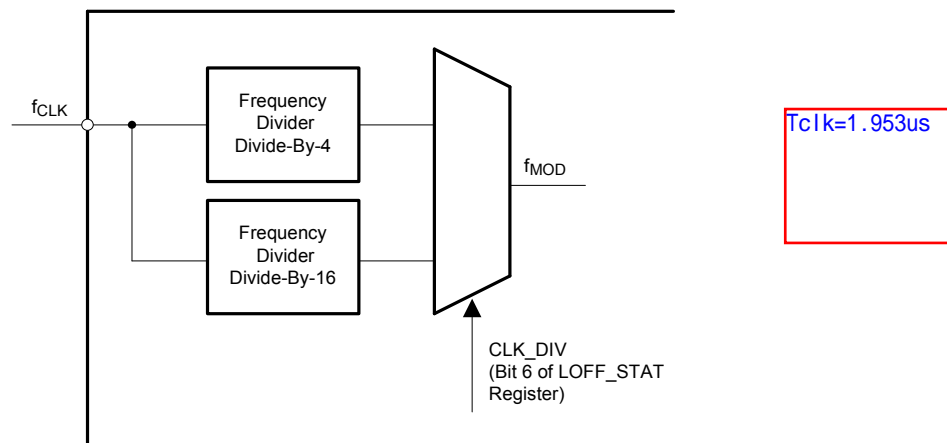 fCLK
Frequency
Divider
Divide-By-4
fMOD
Frequency
Divider
Divide-By-16
CLK_DIV
(Bit 6 of LOFF_STAT
Register)
Tclk=1.953us